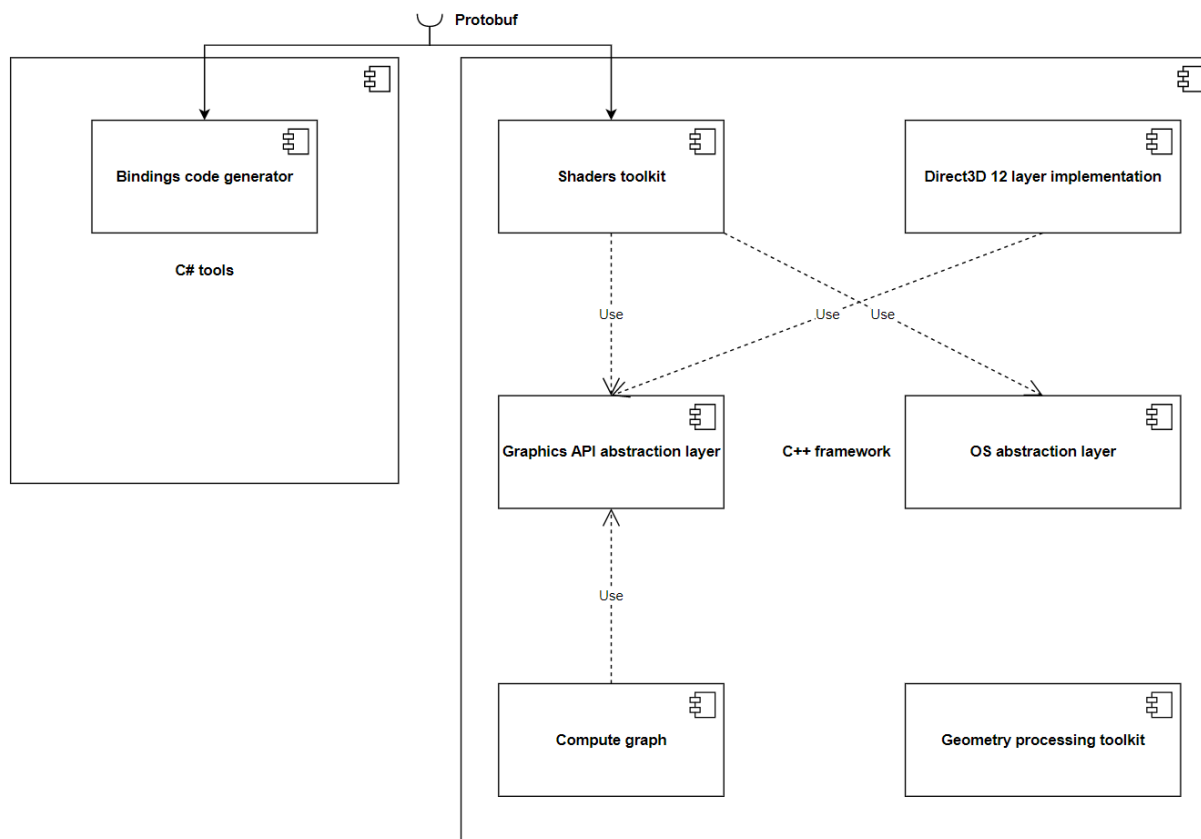 Protobuf
Bindings code generator
Shaders toolkit
Direct3D 12 layer implementation
C# tools
Use
Use
Use
Graphics API abstraction layer
C++ framework
OS abstraction layer
Use
Compute graph
Geometry processing toolkit